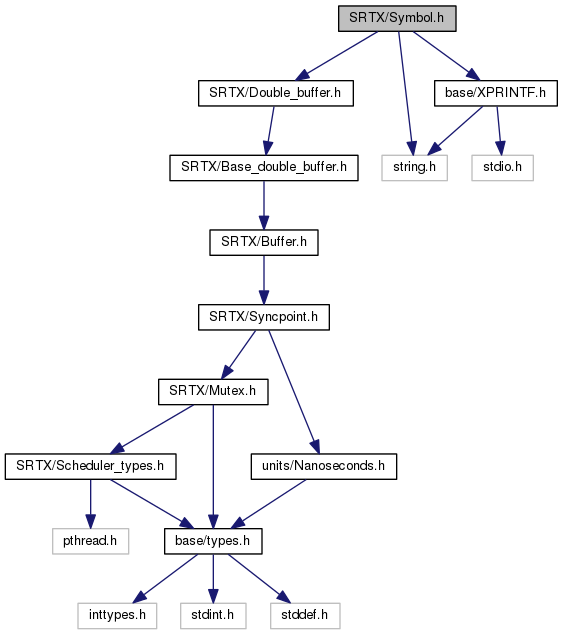 SRTX/Symbol.h
SRTX/Double_buffer.h
base/XPRINTF.h
SRTX/Base_double_buffer.h
string.h
stdio.h
SRTX/Buffer.h
SRTX/Syncpoint.h
SRTX/Mutex.h
SRTX/Scheduler_types.h
units/Nanoseconds.h
pthread.h
base/types.h
inttypes.h
stdint.h
stddef.h